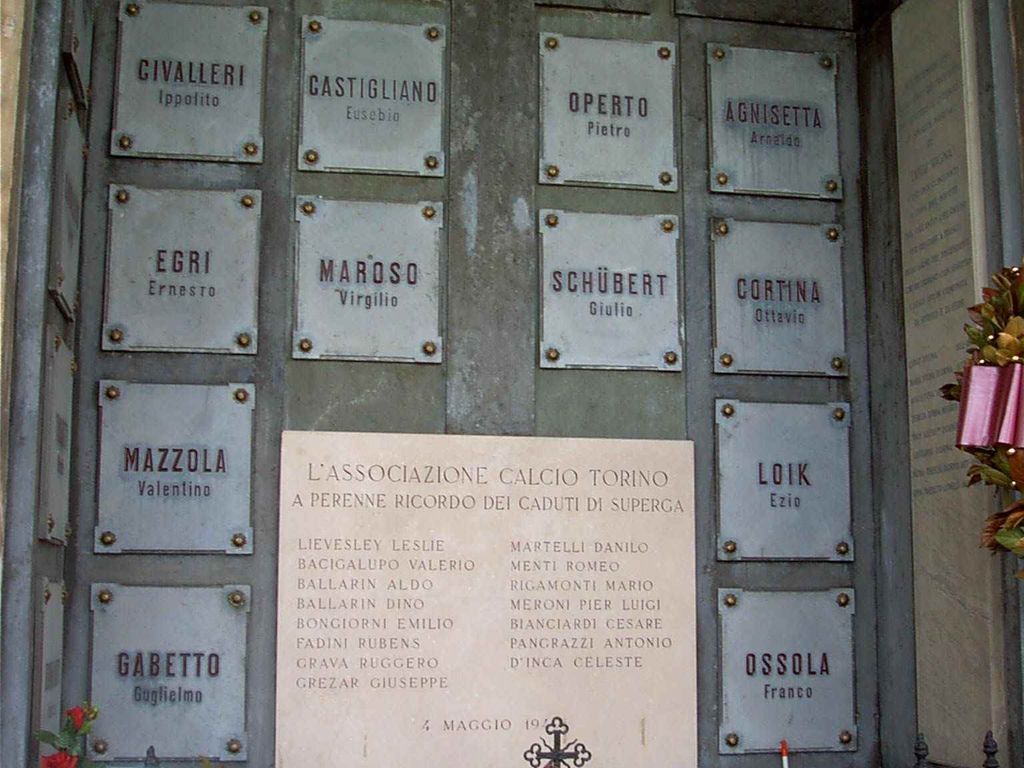 CIVALLERI
Ippolito
CASTIGLIANO
Eusebio
OPERTO
Pietro
AGNISETTA
Arnaldo
EGRI
Ernesto
MAROSO
Virgilio
SCHÜBERT
Giulio
CORTINA
Ottavio
MAZZOLA
Valentino
LOIK
Ezio
GABETTO
Guglielmo
OSSOLA
Franco
L'ASSOCIAZIONE CALCIO TORINO
A PERENNE RICORDO DEI CADUTI DI SUPERGA
LIEVESLEY LESLIE
BACIGALUPO VALERIO
BALLARIN ALDO
BALLARIN DINO
BONGIORNI EMILIO
FADINI RUBENS
GRAVA RUGGERO
GREZAR GIUSEPPE
MARTELLI DANILO
MENTI ROMEO
RIGAMONTI MARIO
MERONI PIER LUIGI
BIANCIARDI CESARE
PANGRAZZI ANTONIO
D'INCA CELESTE
4 MAGGIO